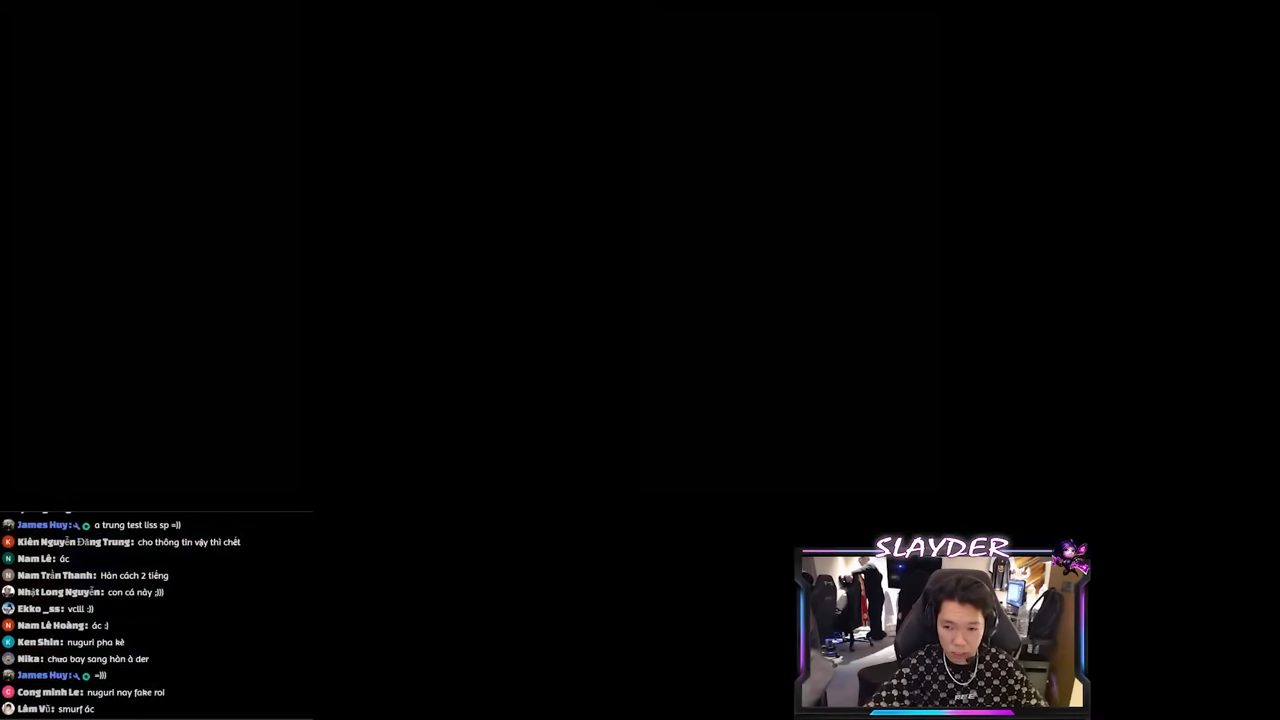 James Huy: a trung test liss sp =))
Kiên Nguyễn Đăng Trung: cho thông tin vậy thì chết
Nam Lê: ác
Nam Trần Thanh: Hàn cách 2 tiếng
Nhật Long Nguyễn: con cá này ;)))
Ekko _ss: vclll :))
Nam Lê Hoàng: ác :)
Ken Shin: nuguri pha kè
Nika: chưa bay sang hàn à der
James Huy: =)))
Cong minh Le: nuguri nay fake roi
Lâm Vũ: smurf ác
SLAYDER